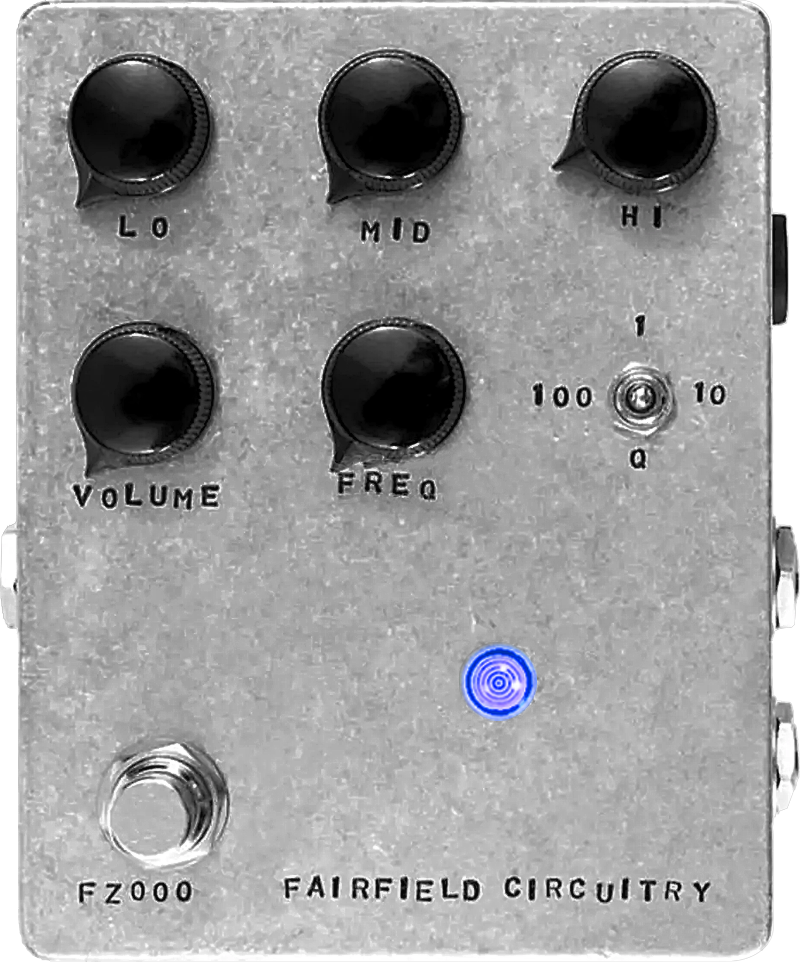 LO MID HI
1
100 10
Q
VOLUME FREQ
FZ000 FAIRFIELD CIRCUITRY